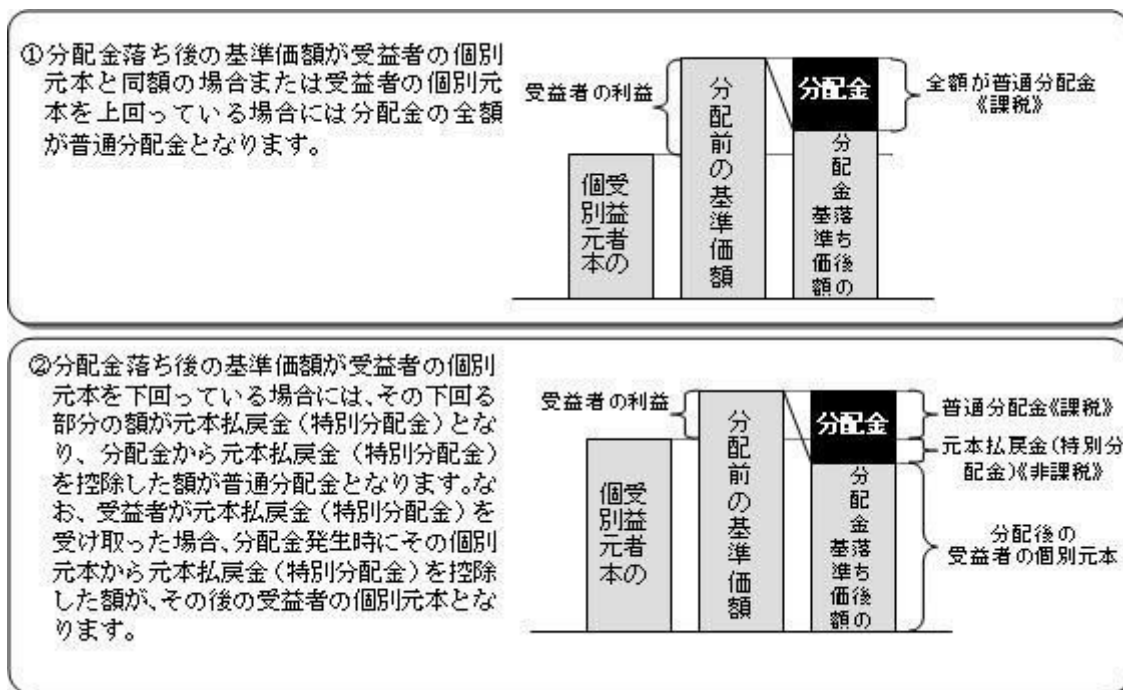 ①分配金落ち後の基準価額が受益者の個別
元本と同額の場合または受益者の個別元
本を上回っている場合には分配金の全額
が普通分配金となります。
受益者の利益
受益者の
個別元本
分配前の基準価額
分配金
分配金落ち後の
基準価額
全額が普通分配金
《課税》
②分配金落ち後の基準価額が受益者の個別
元本を下回っている場合には、その下回る
部分の額が元本払戻金(特別分配金)とな
り、分配金から元本払戻金(特別分配金)
を控除した額が普通分配金となります。な
お、受益者が元本払戻金(特別分配金)を
受け取った場合、分配金発生時にその個別
元本から元本払戻金(特別分配金)を控除
した額が、その後の受益者の個別元本とな
ります。
受益者の利益
受益者の
個別元本
分配前の基準価額
分配金
分配金落ち後の
基準価額
普通分配金《課税》
元本払戻金(特別分
配金)《非課税》
分配後の
受益者の個別元本